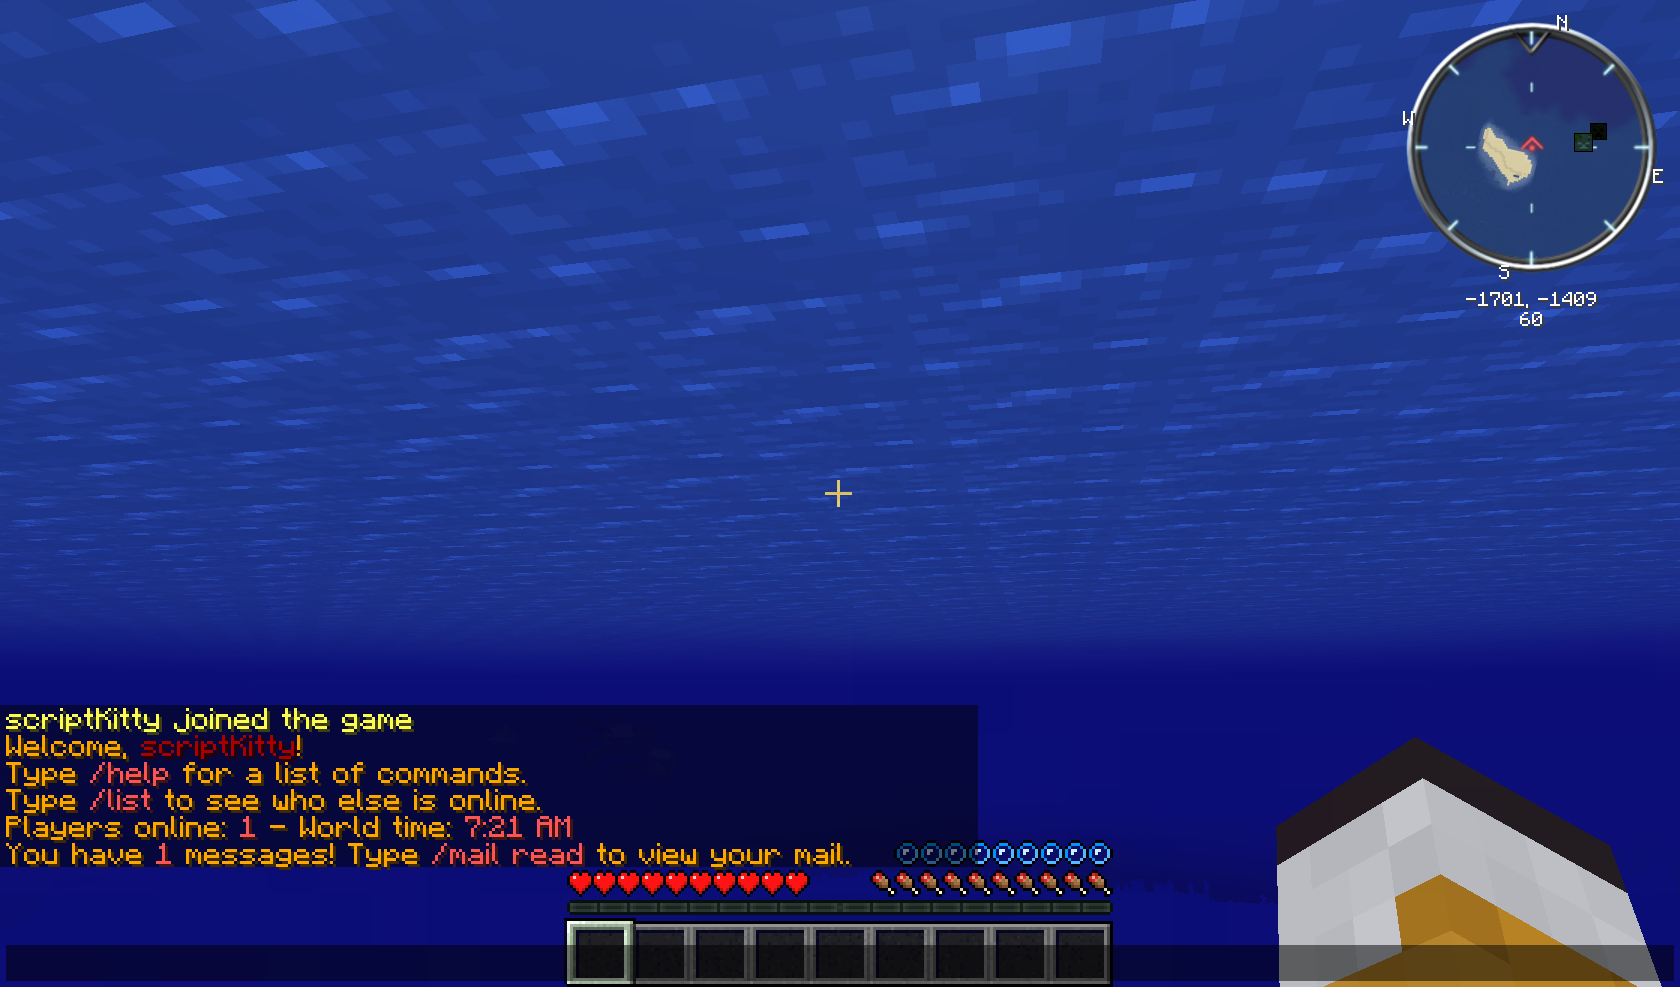 N
W
E
S
-1701, -1409
60
scriptKitty joined the game
Welcome, scriptKitty!
Type /help for a list of commands.
Type /list to see who else is online.
Players online: 1 - World time: 7:21 AM
You have 1 messages! Type /mail read to view your mail.